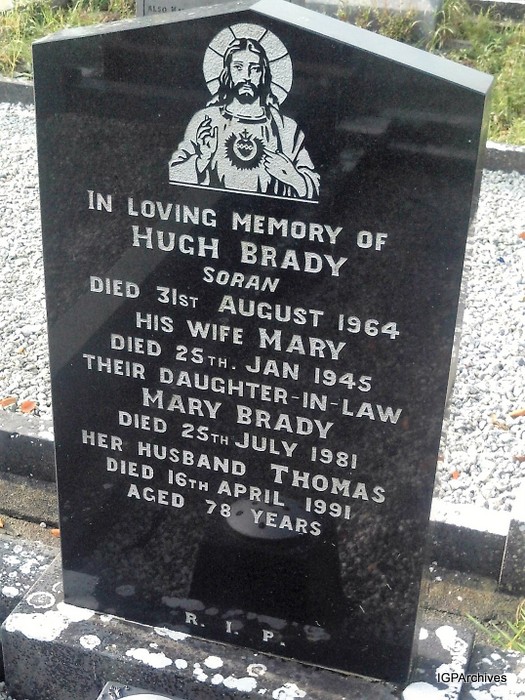 IN LOVING MEMORY OF
HUGH BRADY
SORAN
DIED 31ST AUGUST 1964
HIS WIFE MARY
DIED 25TH. JAN 1945
THEIR DAUGHTER-IN-LAW
MARY BRADY
DIED 25TH JULY 1981
HER HUSBAND THOMAS
DIED 16TH APRIL 1991
AGED 78 YEARS
R. I. P.
IGPArchives